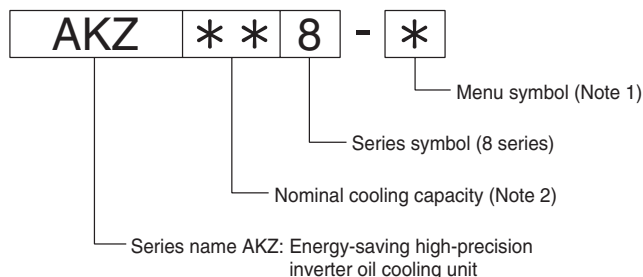 AKZ **8 - *
Menu symbol (Note 1)
Series symbol (8 series)
Nominal cooling capacity (Note 2)
Series name AKZ: Energy-saving high-precision
inverter oil cooling unit